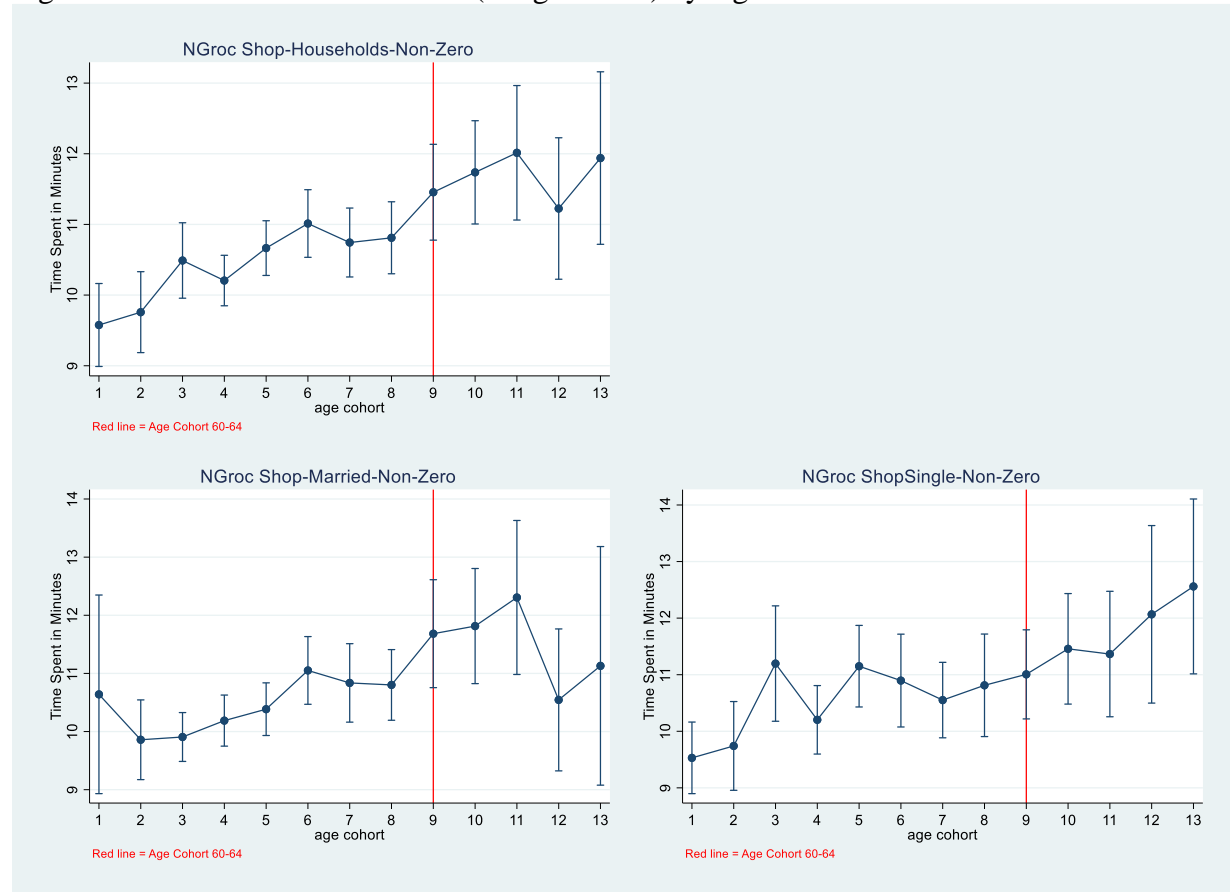 NGroc Shop-Households-Non-Zero
Time Spent in Minutes
13
12
11
10
9
1 2 3 4 5 6 7 8 9 10 11 12 13
age cohort
Red line = Age Cohort 60-64
NGroc Shop-Married-Non-Zero
Time Spent in Minutes
14
13
12
11
10
9
1 2 3 4 5 6 7 8 9 10 11 12 13
age cohort
Red line = Age Cohort 60-64
NGroc ShopSingle-Non-Zero
Time Spent in Minutes
14
13
12
11
10
9
1 2 3 4 5 6 7 8 9 10 11 12 13
age cohort
Red line = Age Cohort 60-64